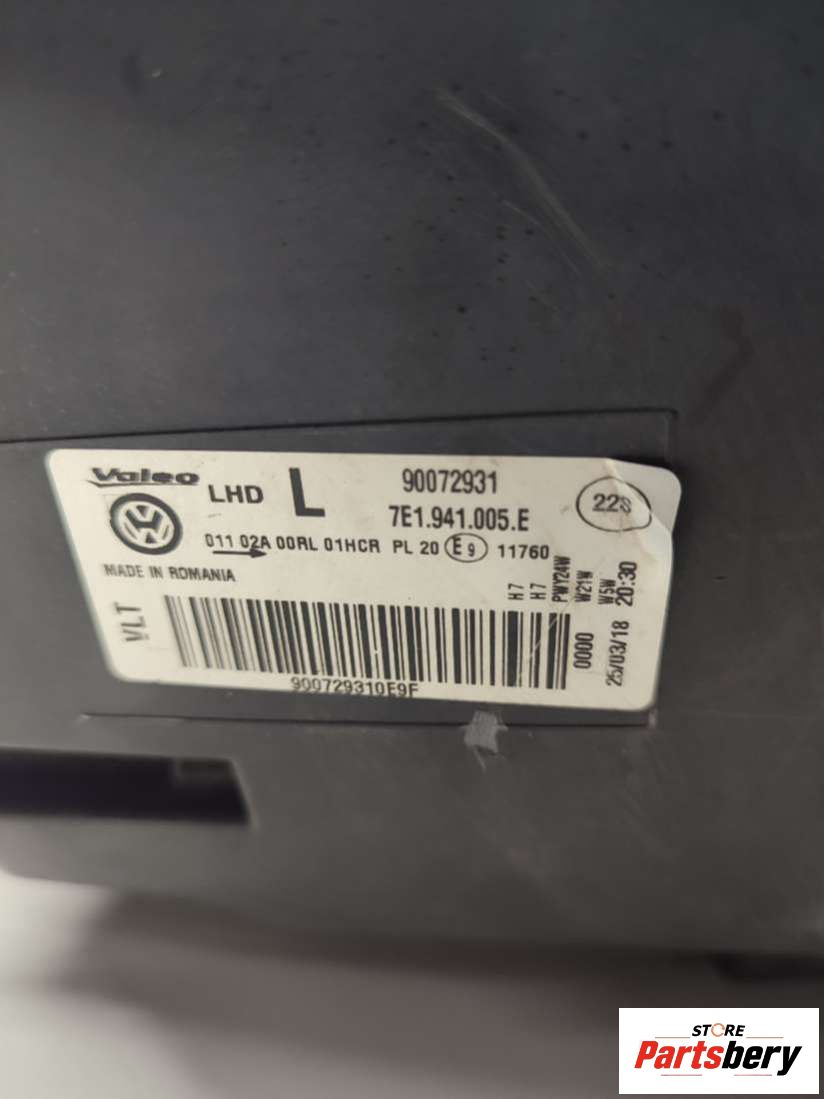 Valeo
LHD L
90072931
7E1.941.005.E
011 02A 00RL 01HCR PL 20 E9 11760
MADE IN ROMANIA
VLT
H7
H7
PWY24W
W21W
W5W
0000
25/03/18 20:30
900729310E9F
STORE
Partsbery